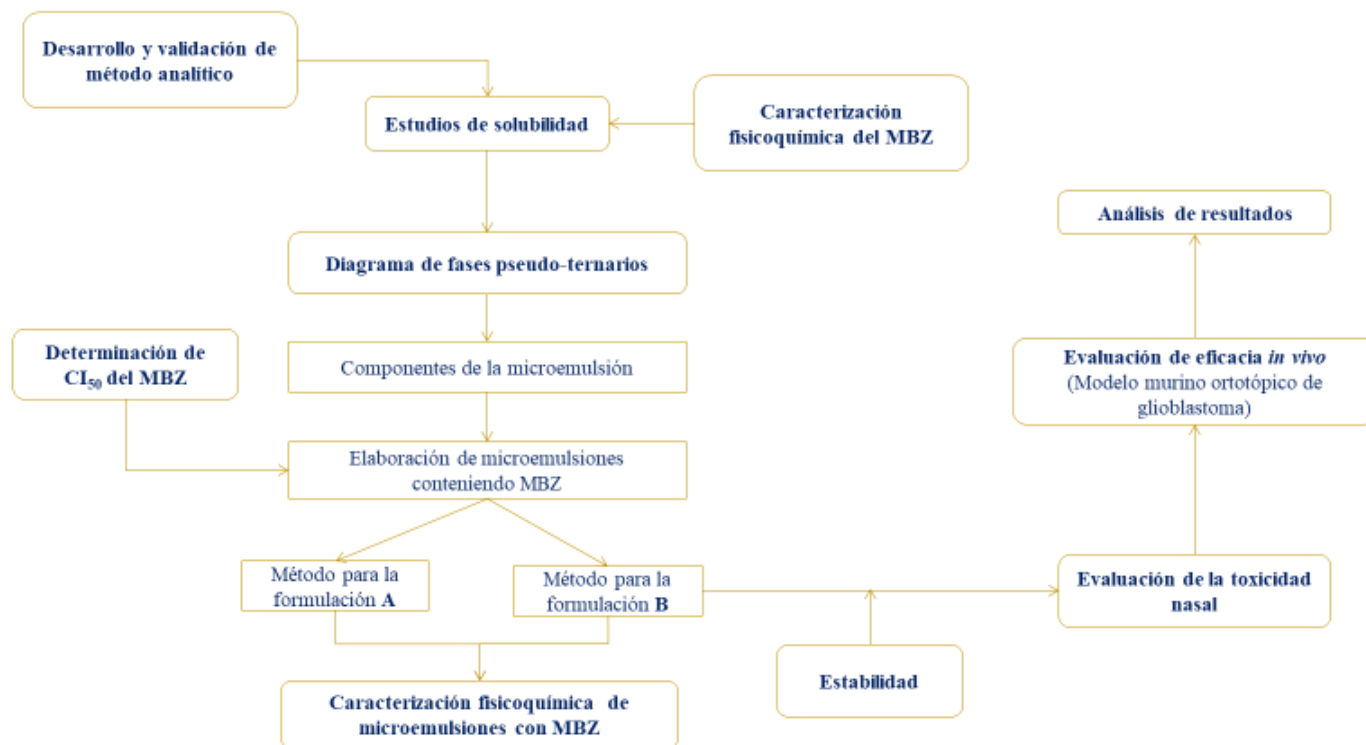 Desarrollo y validación de
método analítico
Estudios de solubilidad
Caracterización
fisicoquímica del MBZ
Diagrama de fases pseudo-ternarios
Componentes de la microemulsión
Determinación de
CI₅₀ del MBZ
Elaboración de microemulsiones
conteniendo MBZ
Método para la
formulación A
Método para la
formulación B
Caracterización fisicoquímica de
microemulsiones con MBZ
Estabilidad
Evaluación de la toxicidad
nasal
Evaluación de eficacia in vivo
(Modelo murino ortotópico de
glioblastoma)
Análisis de resultados